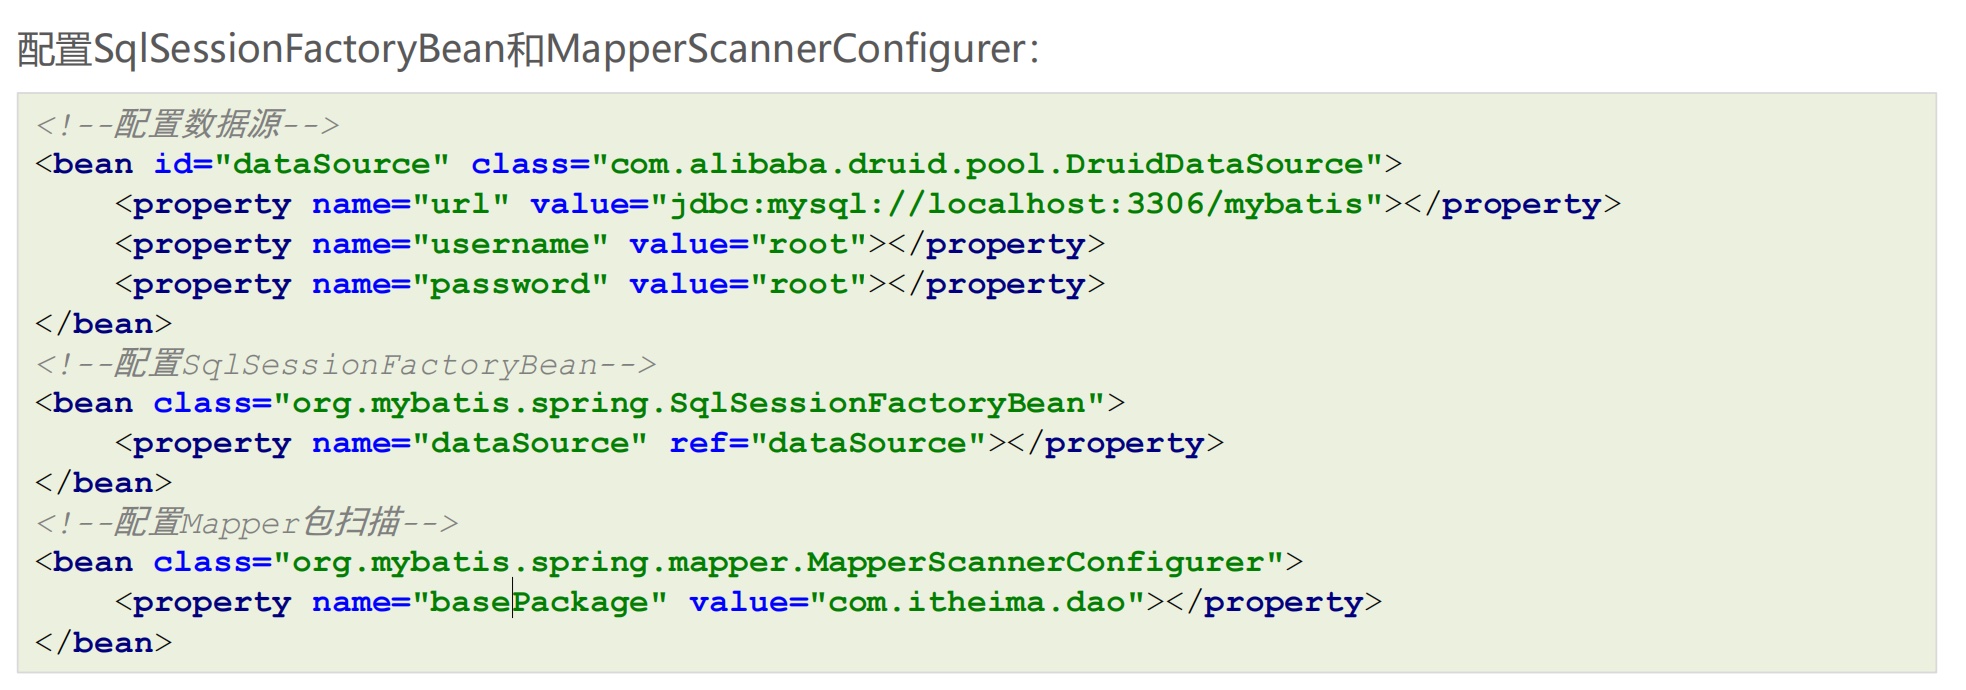 配置SqlSessionFactoryBean和MapperScannerConfigurer：
<!--配置数据源-->
<bean id="dataSource" class="com.alibaba.druid.pool.DruidDataSource">
    <property name="url" value="jdbc:mysql://localhost:3306/mybatis"></property>
    <property name="username" value="root"></property>
    <property name="password" value="root"></property>
</bean>
<!--配置SqlSessionFactoryBean-->
<bean class="org.mybatis.spring.SqlSessionFactoryBean">
    <property name="dataSource" ref="dataSource"></property>
</bean>
<!--配置Mapper包扫描-->
<bean class="org.mybatis.spring.mapper.MapperScannerConfigurer">
    <property name="basePackage" value="com.itheima.dao"></property>
</bean>